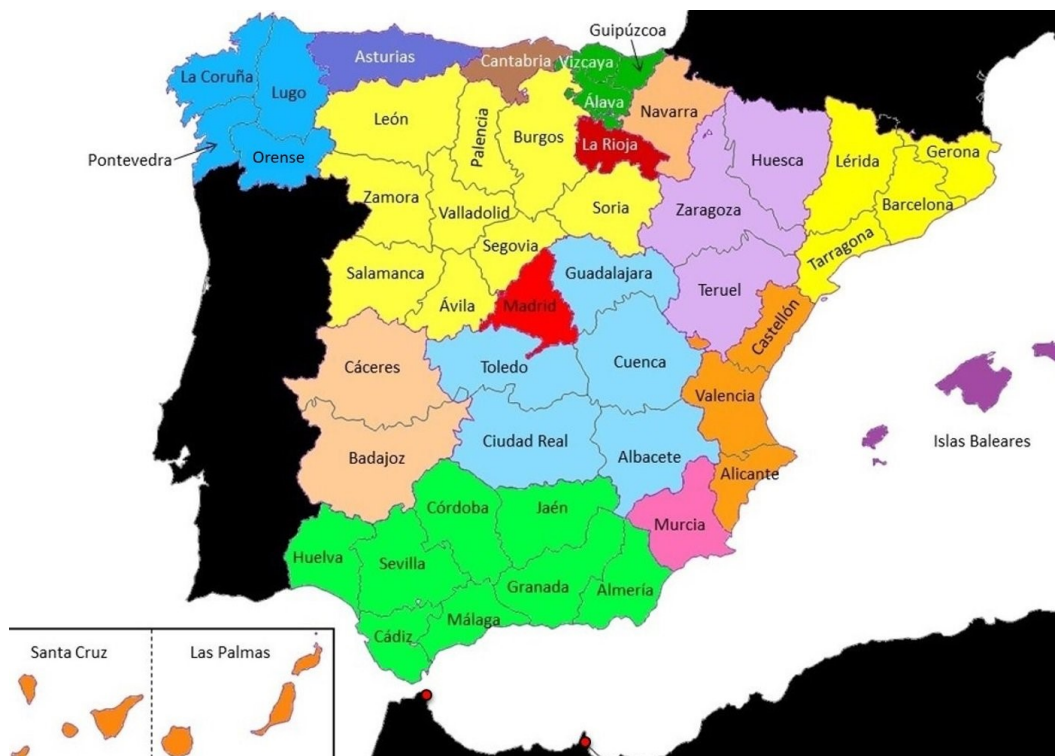 Guipúzcoa
Asturias
Cantabria
Vizcaya
La Coruña
Lugo
Álava
Navarra
León
Palencia
Burgos
La Rioja
Pontevedra
Orense
Huesca
Lérida
Gerona
Zamora
Valladolid
Soria
Zaragoza
Barcelona
Segovia
Tarragona
Salamanca
Guadalajara
Ávila
Madrid
Teruel
Castellón
Cáceres
Toledo
Cuenca
Valencia
Islas Baleares
Badajoz
Ciudad Real
Albacete
Alicante
Córdoba
Jaén
Murcia
Huelva
Sevilla
Granada
Almería
Málaga
Cádiz
Santa Cruz
Las Palmas